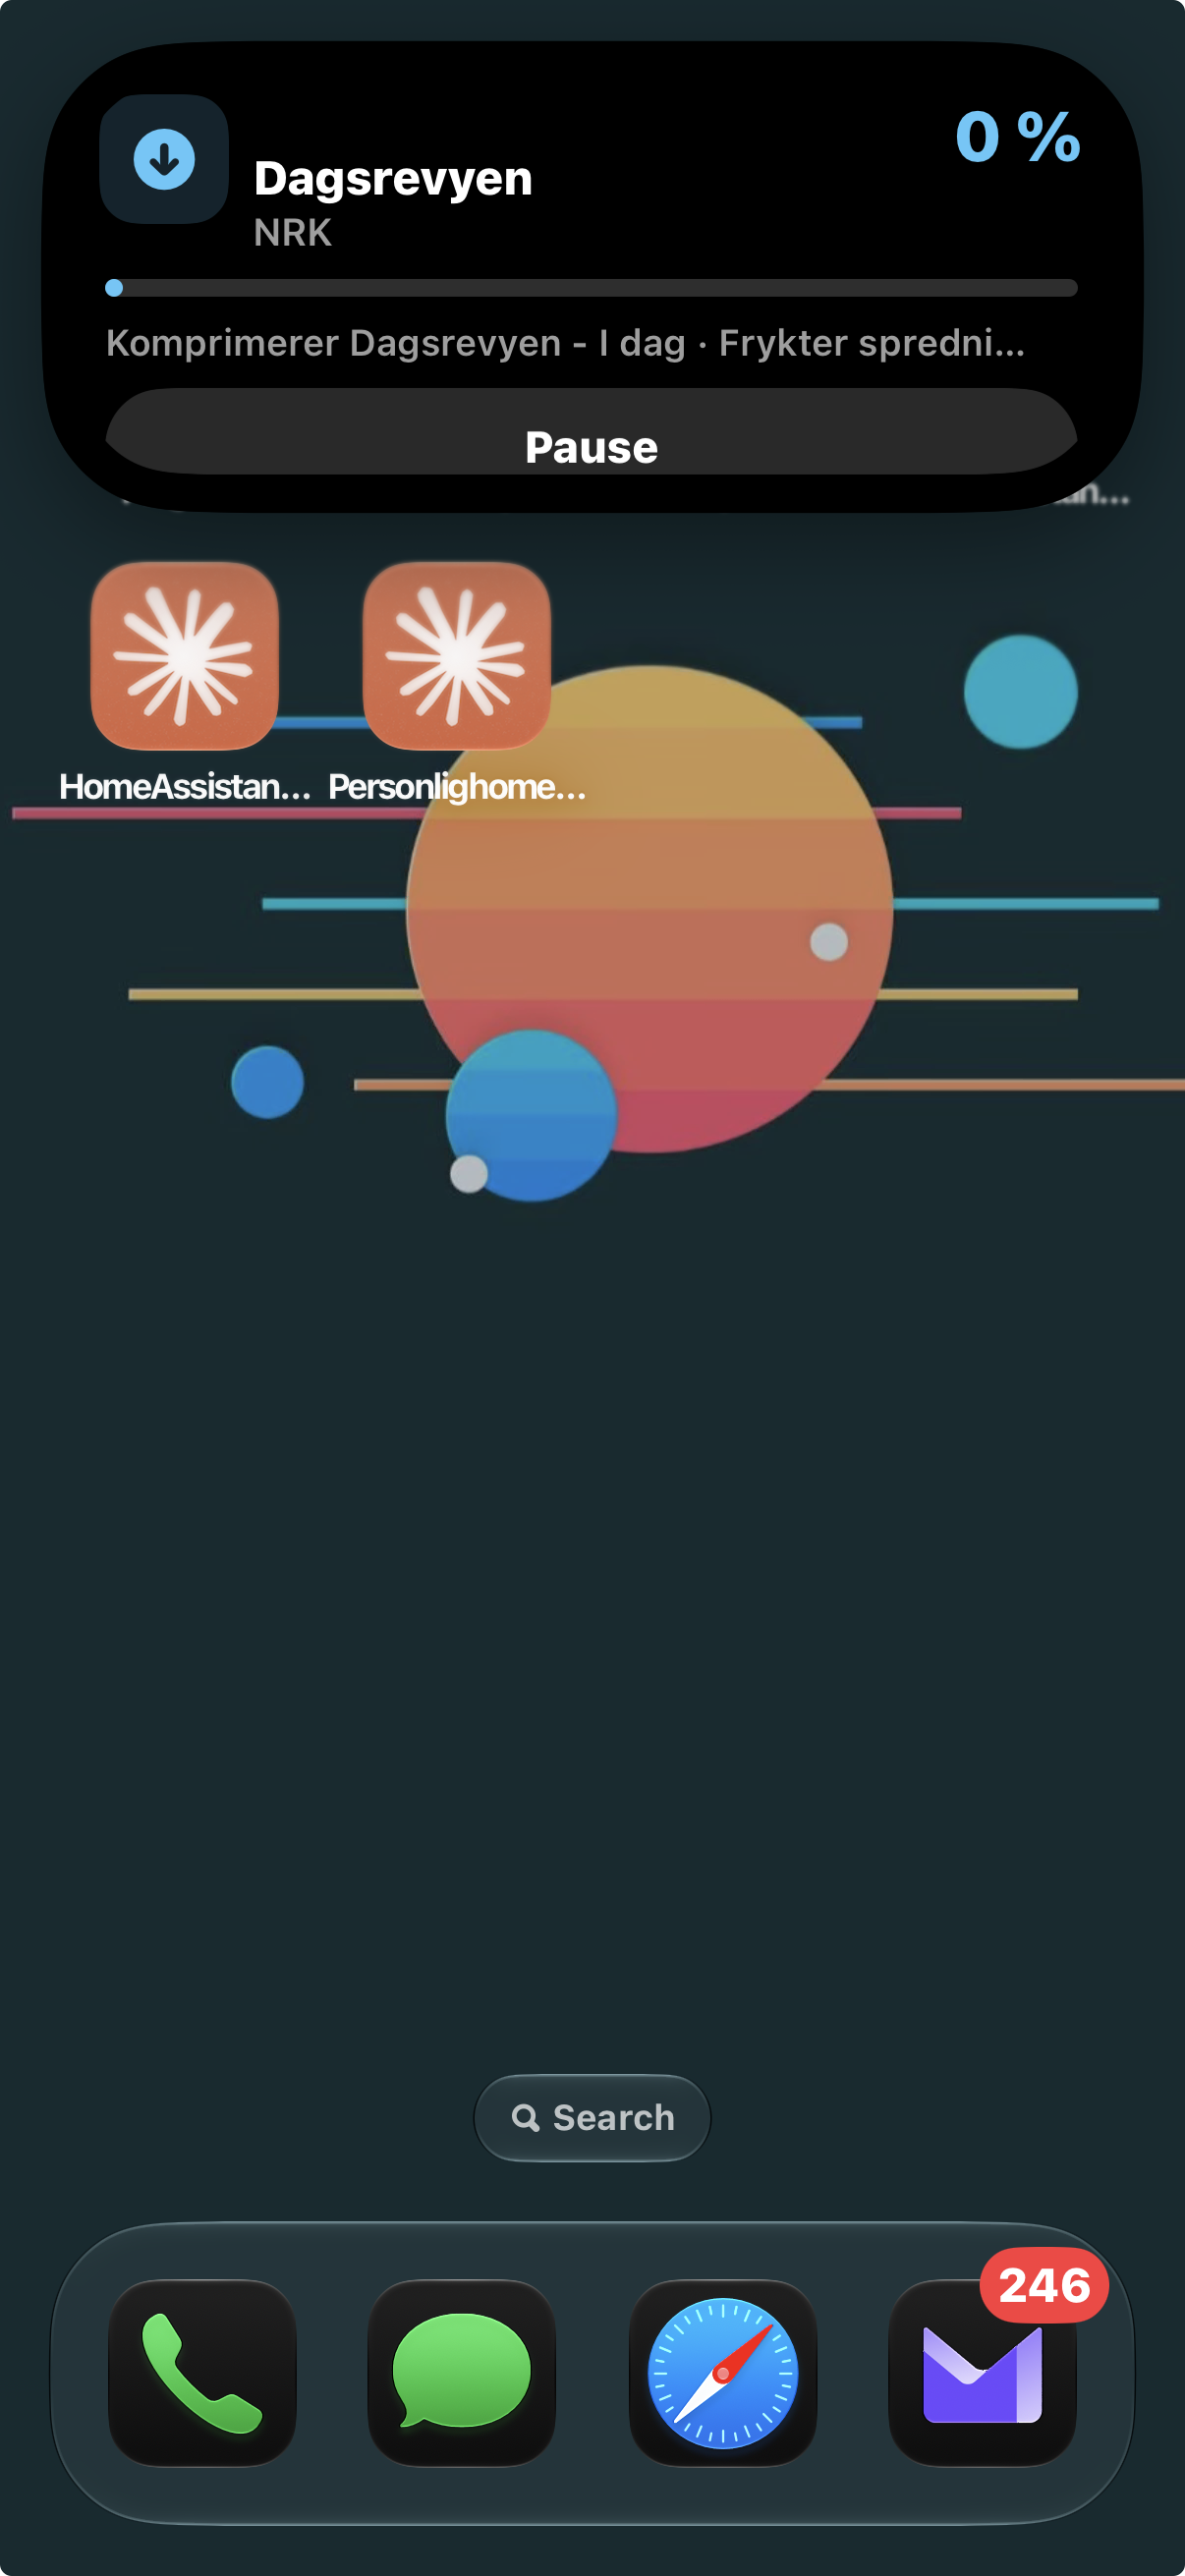 Dagsrevyen
0 %
NRK
Komprimerer Dagsrevyen - I dag · Frykter spredni...
Pause
HomeAssistan...
Personlighome...
Search
246